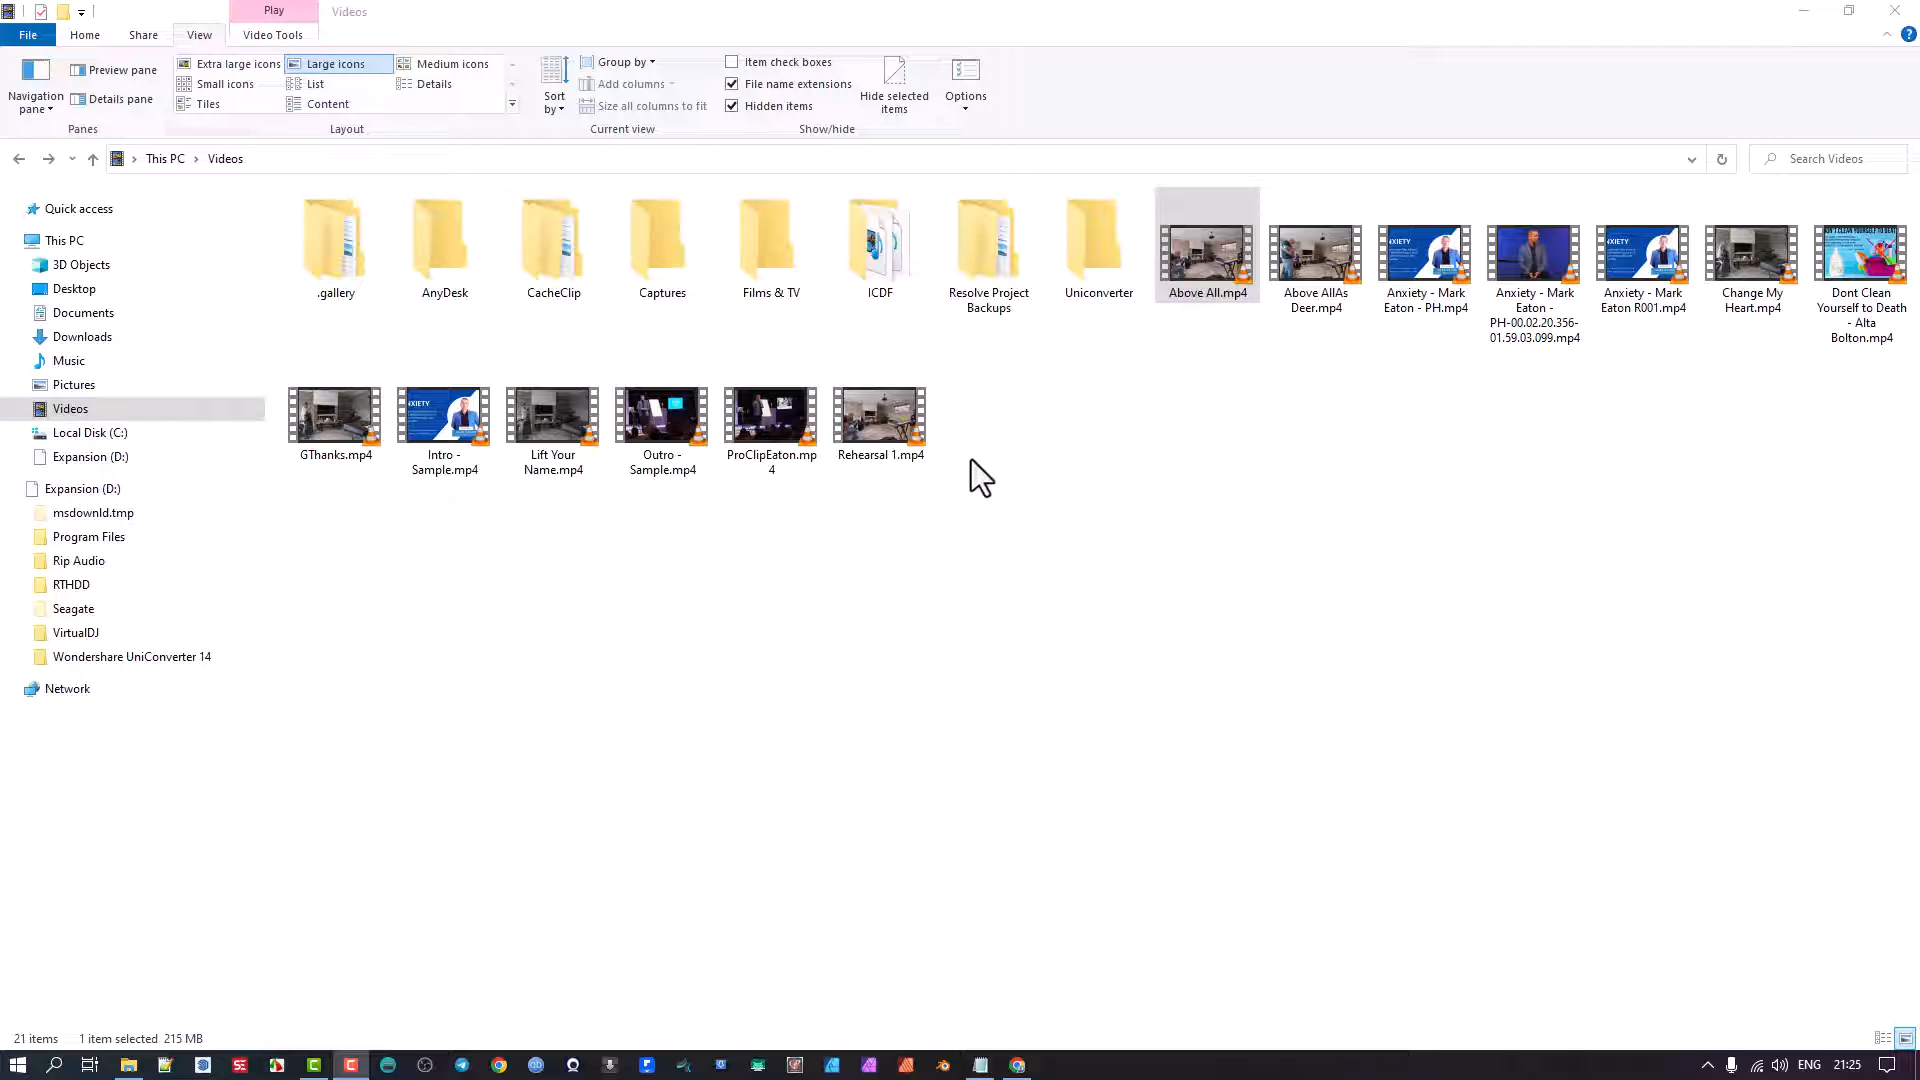 Play
Videos
File
Home
Share
View
Video Tools
Navigation
pane
Preview pane
Details pane
Panes
Extra large icons
Large icons
Medium icons
Small icons
List
Details
Tiles
Content
Layout
Sort
by
Group by
Add columns
Size all columns to fit
Current view
Item check boxes
File name extensions
Hidden items
Hide selected
items
Show/hide
Options
This PC
Videos
Search Videos
Quick access
This PC
3D Objects
Desktop
Documents
Downloads
Music
Pictures
Videos
Local Disk (C:)
Expansion (D:)
Expansion (D:)
msdownld.tmp
Program Files
Rip Audio
RTHDD
Seagate
VirtualDJ
Wondershare UniConverter 14
Network
.gallery
AnyDesk
CacheClip
Captures
Films & TV
ICDF
Resolve Project
Backups
Uniconverter
Above All.mp4
Above AllAs
Deer.mp4
Anxiety - Mark
Eaton - PH.mp4
Anxiety - Mark
Eaton -
PH-00.02.20.356-
01.59.03.099.mp4
Anxiety - Mark
Eaton R001.mp4
Change My
Heart.mp4
Dont Clean
Yourself to Death
- Alta
Bolton.mp4
GThanks.mp4
Intro -
Sample.mp4
Lift Your
Name.mp4
Outro -
Sample.mp4
ProClipEaton.mp
4
Rehearsal 1.mp4
21 items
1 item selected 215 MB
ENG
21:25